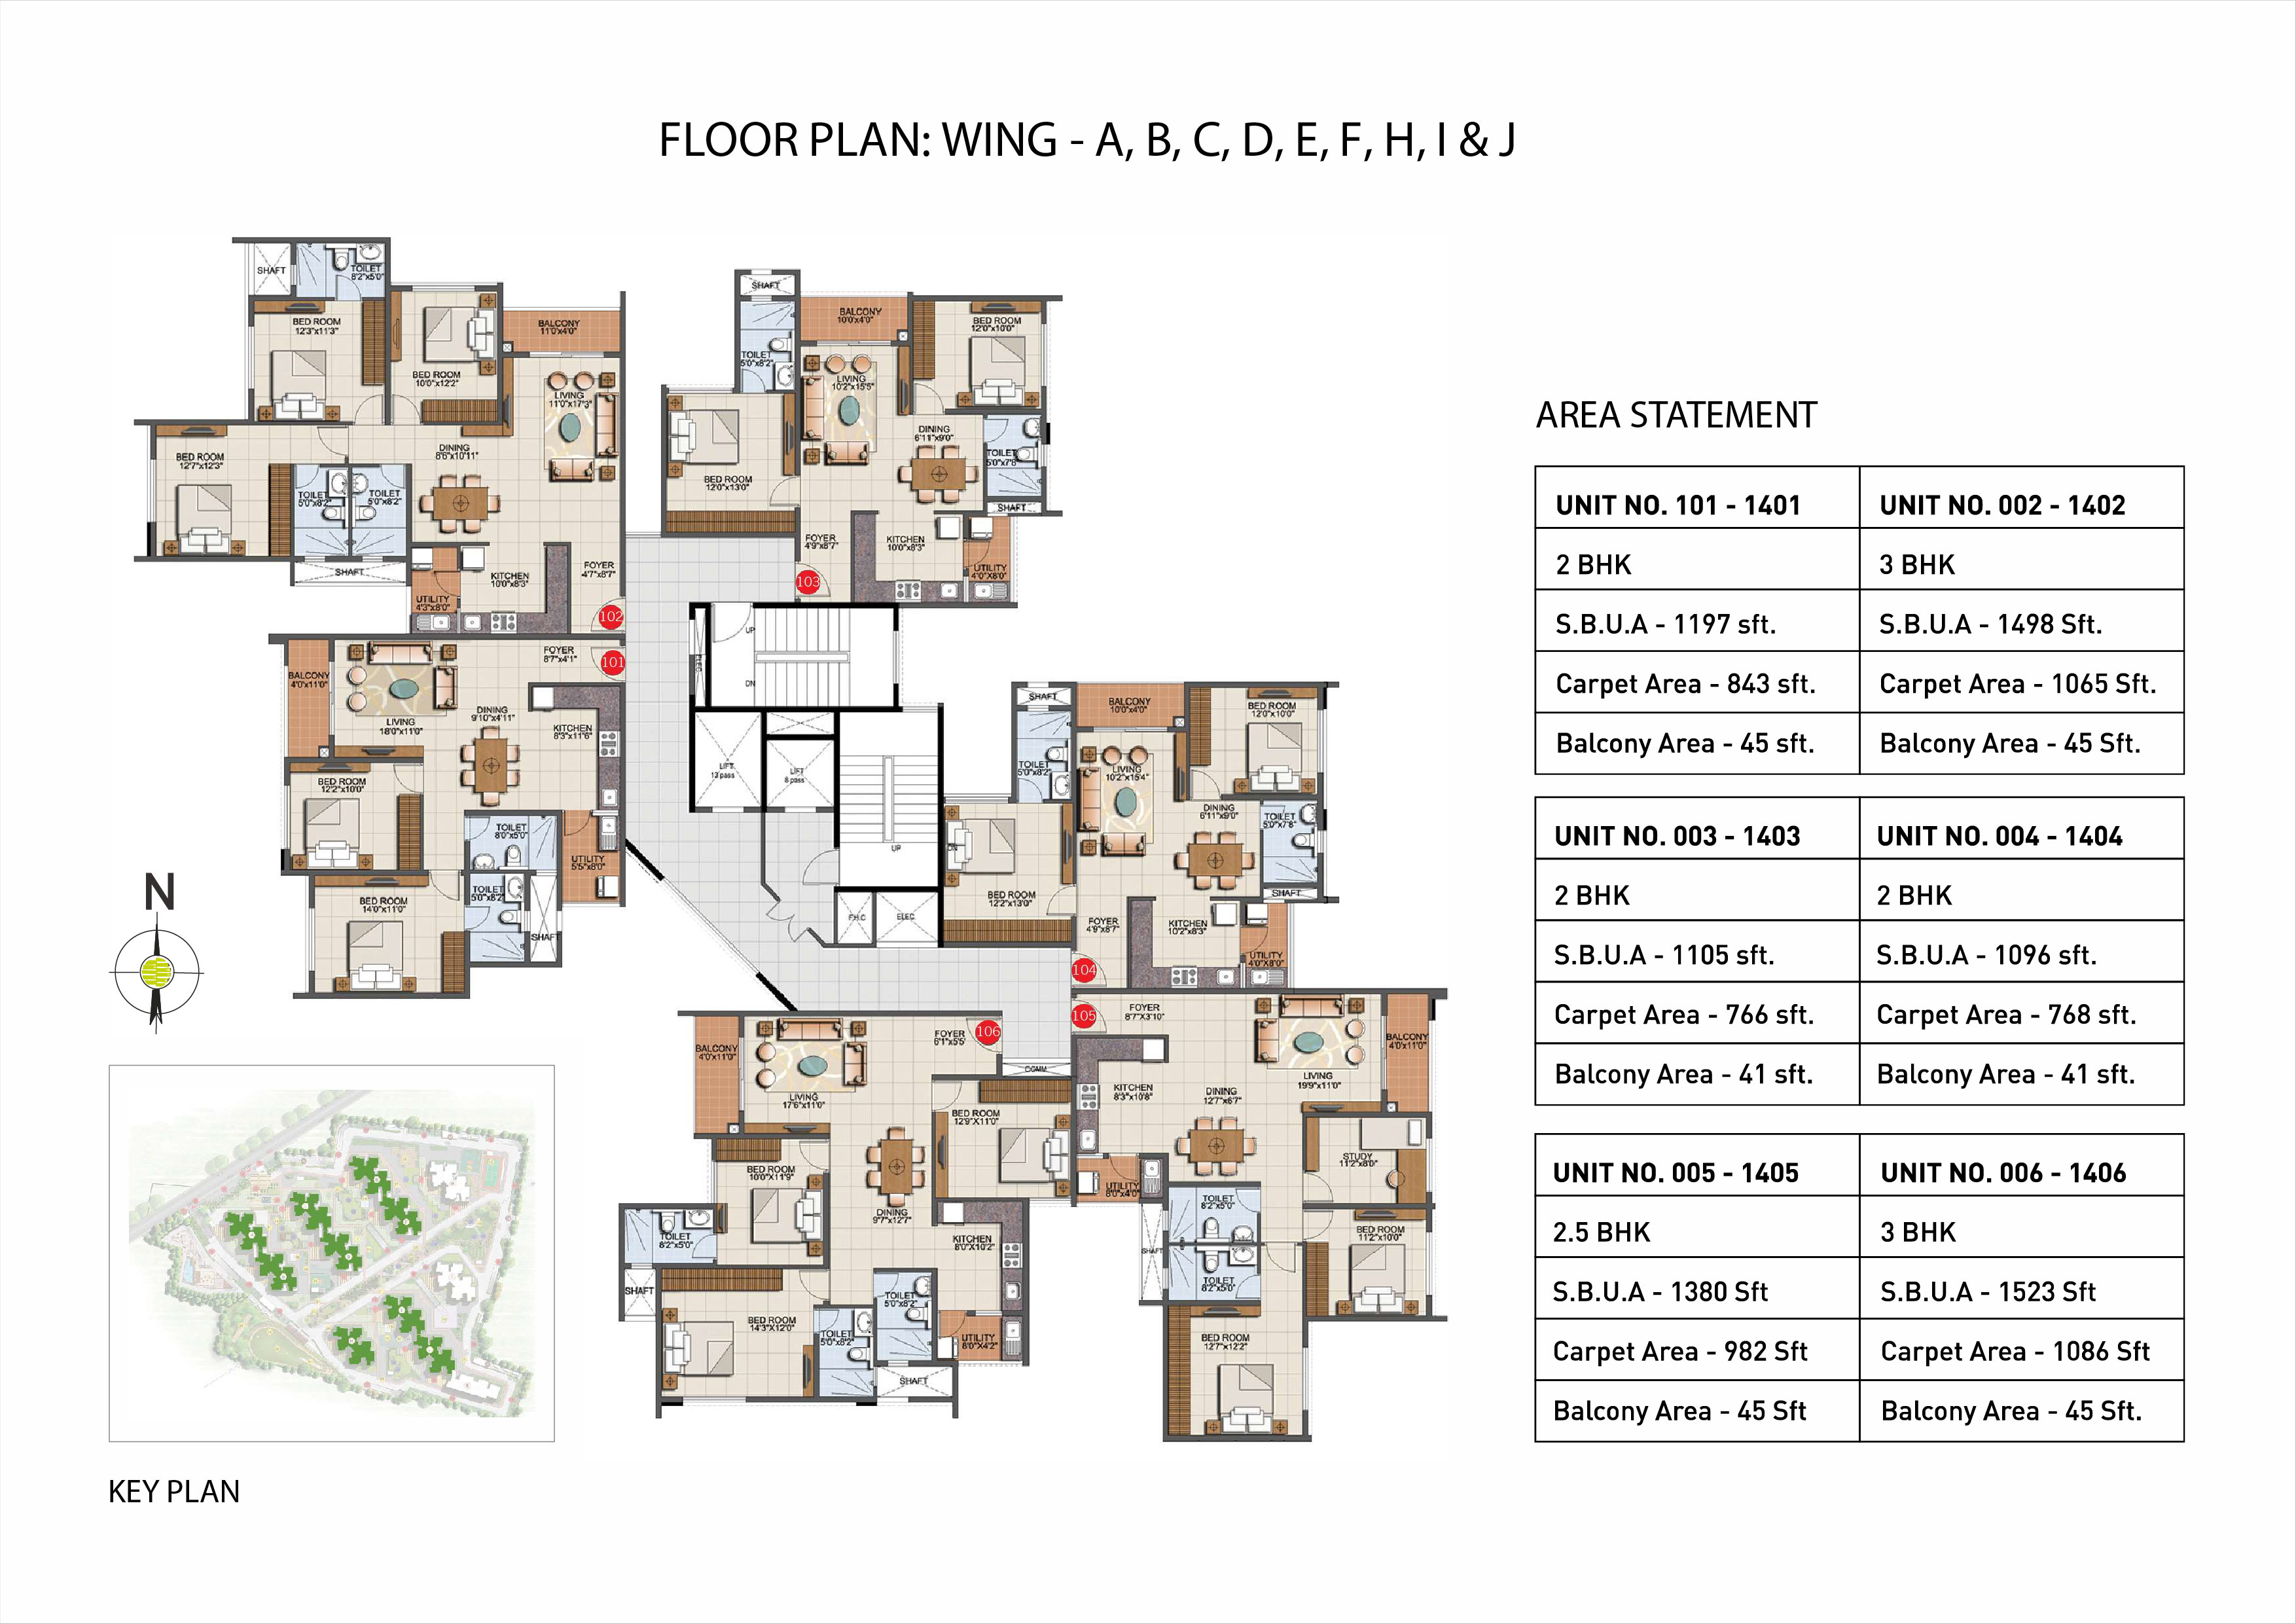 FLOOR PLAN: WING - A, B, C, D, E, F, H, I & J
SHAFT
TOILET
8'2"x5'0"
BED ROOM
12'3"x11'3"
BED ROOM
10'0"x12'2"
BALCONY
11'0"x4'0"
LIVING
11'0"x17'3"
BED ROOM
12'7"x12'3"
DINING
8'6"x10'11"
TOILET
5'0"x8'2"
TOILET
5'0"x8'2"
SHAFT
KITCHEN
10'0"x8'3"
UTILITY
4'3"x8'0"
FOYER
4'7"x8'7"
102
SHAFT
BALCONY
10'0"x4'0"
BED ROOM
12'0"x10'0"
TOILET
5'0"x8'2"
LIVING
10'2"x15'5"
DINING
6'11"x9'0"
TOILET
5'0"x7'8"
BED ROOM
12'0"x13'0"
SHAFT
FOYER
4'9"x8'7"
KITCHEN
10'0"x8'3"
UTILITY
4'0"X8'0"
103
101
FOYER
8'7"x4'1"
BALCONY
4'0"x11'0"
LIVING
18'0"x11'0"
DINING
9'10"x4'11"
KITCHEN
8'3"x11'6"
BED ROOM
12'2"x10'0"
TOILET
8'0"x5'0"
UTILITY
5'5"x8'0"
BED ROOM
14'0"x11'0"
TOILET
5'0"x8'2"
SHAFT
UP
ELEC
DN
LIFT
13 pass
LIFT
8 pass
UP
DN
F.H.C
ELEC
SHAFT
BALCONY
10'0"x4'0"
BED ROOM
12'0"x10'0"
TOILET
5'0"x8'2"
LIVING
10'2"x15'4"
DINING
6'11"x9'0"
TOILET
5'0"x7'8"
BED ROOM
12'2"x13'0"
SHAFT
FOYER
4'9"x8'7"
KITCHEN
10'2"x8'3"
UTILITY
4'0"X8'0"
104
105
FOYER
8'7"X3'10"
BALCONY
4'0"x11'0"
LIVING
19'9"x11'0"
KITCHEN
8'3"x10'8"
DINING
12'7"x6'7"
STUDY
11'2"x8'0"
UTILITY
8'0"x4'0"
TOILET
8'2"x5'0"
SHAFT
TOILET
8'2"x5'0"
BED ROOM
11'2"x10'0"
BED ROOM
12'7"x12'2"
106
FOYER
6'1"x5'5"
COMM.
BALCONY
4'0"x11'0"
LIVING
17'6"x11'0"
BED ROOM
12'9"X11'0"
BED ROOM
10'0"X11'9"
DINING
9'7"x12'7"
KITCHEN
8'0"X10'2"
TOILET
8'2"x5'0"
SHAFT
BED ROOM
14'3"X12'0"
TOILET
5'0"x8'2"
TOILET
5'0"x8'2"
UTILITY
8'0"X4'2"
SHAFT
N
KEY PLAN
AREA STATEMENT
UNIT NO. 101 - 1401
2 BHK
S.B.U.A - 1197 sft.
Carpet Area - 843 sft.
Balcony Area - 45 sft.
UNIT NO. 002 - 1402
3 BHK
S.B.U.A - 1498 Sft.
Carpet Area - 1065 Sft.
Balcony Area - 45 Sft.
UNIT NO. 003 - 1403
2 BHK
S.B.U.A - 1105 sft.
Carpet Area - 766 sft.
Balcony Area - 41 sft.
UNIT NO. 004 - 1404
2 BHK
S.B.U.A - 1096 sft.
Carpet Area - 768 sft.
Balcony Area - 41 sft.
UNIT NO. 005 - 1405
2.5 BHK
S.B.U.A - 1380 Sft
Carpet Area - 982 Sft
Balcony Area - 45 Sft
UNIT NO. 006 - 1406
3 BHK
S.B.U.A - 1523 Sft
Carpet Area - 1086 Sft
Balcony Area - 45 Sft.